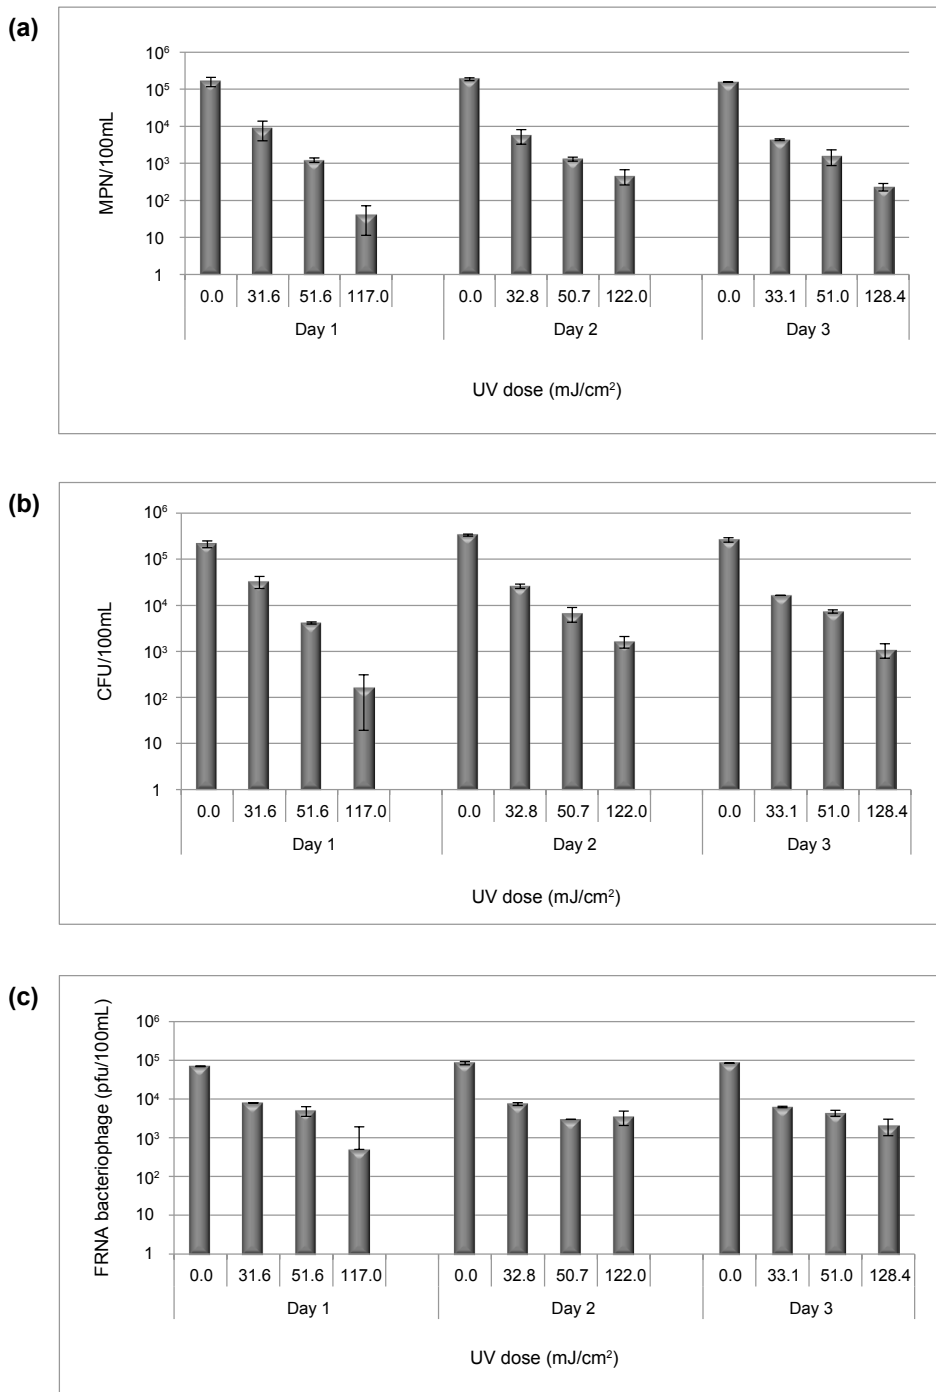 (a)
MPN/100mL
10⁶
10⁵
10⁴
10³
10²
10
1
0.0 31.6 51.6 117.0 0.0 32.8 50.7 122.0 0.0 33.1 51.0 128.4
Day 1 Day 2 Day 3
UV dose (mJ/cm²)
(b)
CFU/100mL
10⁶
10⁵
10⁴
10³
10²
10
1
0.0 31.6 51.6 117.0 0.0 32.8 50.7 122.0 0.0 33.1 51.0 128.4
Day 1 Day 2 Day 3
UV dose (mJ/cm²)
(c)
FRNA bacteriophage (pfu/100mL)
10⁶
10⁵
10⁴
10³
10²
10
1
0.0 31.6 51.6 117.0 0.0 32.8 50.7 122.0 0.0 33.1 51.0 128.4
Day 1 Day 2 Day 3
UV dose (mJ/cm²)